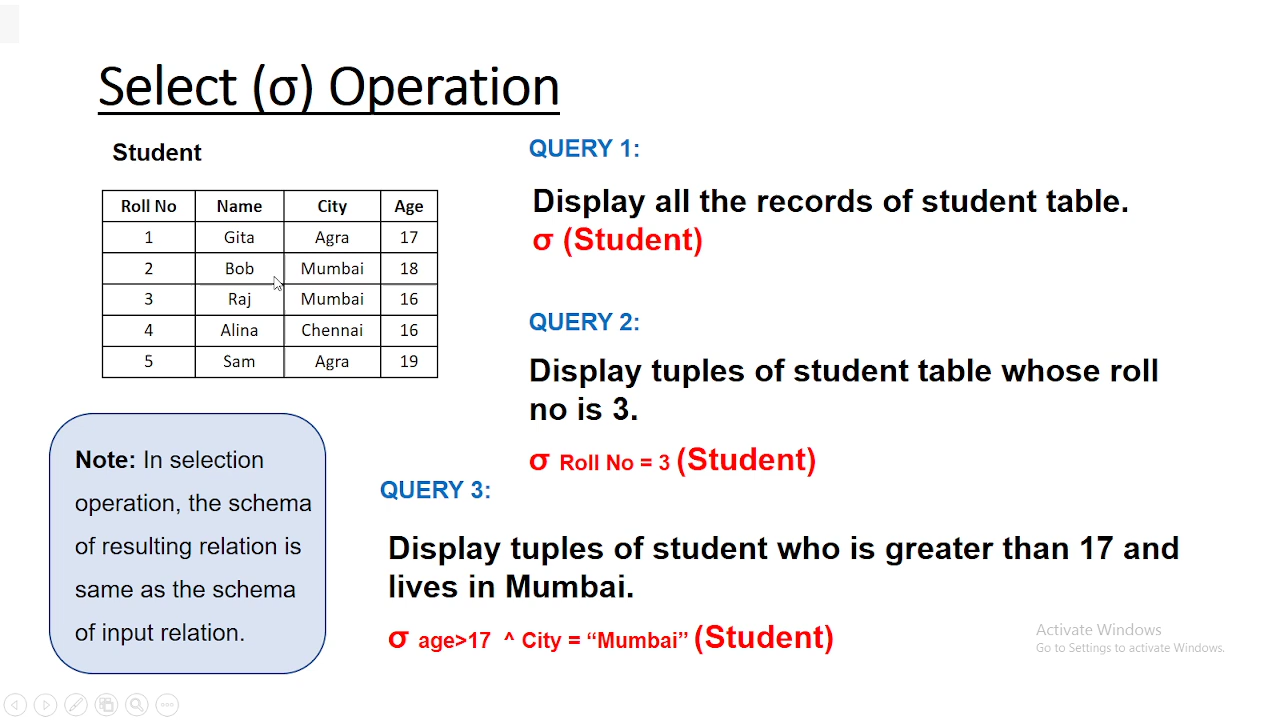 Select (σ) Operation
Student
Roll No Name City Age
1 Gita Agra 17
2 Bob Mumbai 18
3 Raj Mumbai 16
4 Alina Chennai 16
5 Sam Agra 19
Note: In selection
operation, the schema
of resulting relation is
same as the schema
of input relation.
QUERY 1:
Display all the records of student table.
σ (Student)
QUERY 2:
Display tuples of student table whose roll
no is 3.
σ Roll No = 3 (Student)
QUERY 3:
Display tuples of student who is greater than 17 and
lives in Mumbai.
σ age>17 ^ City = “Mumbai” (Student)
Activate Windows
Go to Settings to activate Windows.